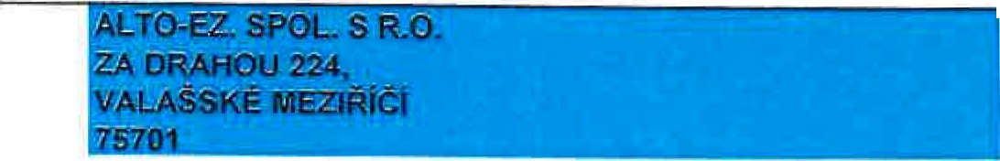 ALTO-EZ. SPOL. S R.O.
ZA DRAHOU 224,
VALAŠSKÉ MEZIŘÍČÍ
75701